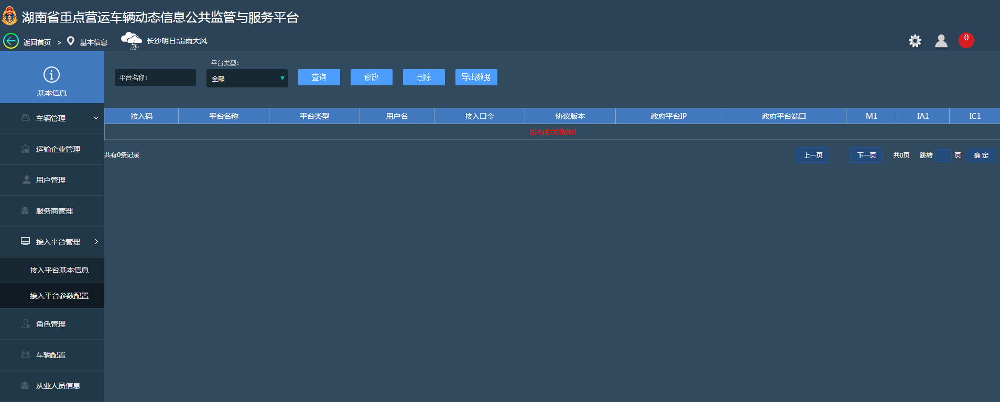 湖南省重点营运车辆动态信息公共监管与服务平台
返回首页 > 基本信息 长沙明日:雷雨大风 0
基本信息
车辆管理
运输企业管理
用户管理
服务商管理
接入平台管理
接入平台基本信息
接入平台参数配置
角色管理
车辆配置
从业人员信息
平台类型:
平台名称: 全部 查询 修改 删除 导出数据
接入码 平台名称 平台类型 用户名 接入口令 协议版本 政府平台IP 政府平台端口 M1 IA1 IC1
没有相关数据!
共有0条记录 上一页 下一页 共0页 跳转 页 确 定